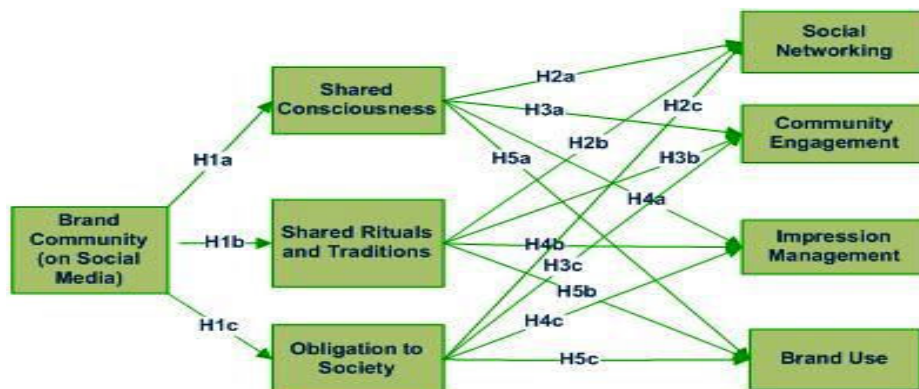 Social
Networking
H2a
Shared
Consciousness
H2c
H3a
Community
Engagement
H2b
H5a
H3b
H1a
H4a
Brand
Community
(on Social
Media)
H1b
Shared Rituals
and Traditions
H4b
H3c
Impression
Management
H5b
H1c
H4c
Obligation to
Society
H5c
Brand Use